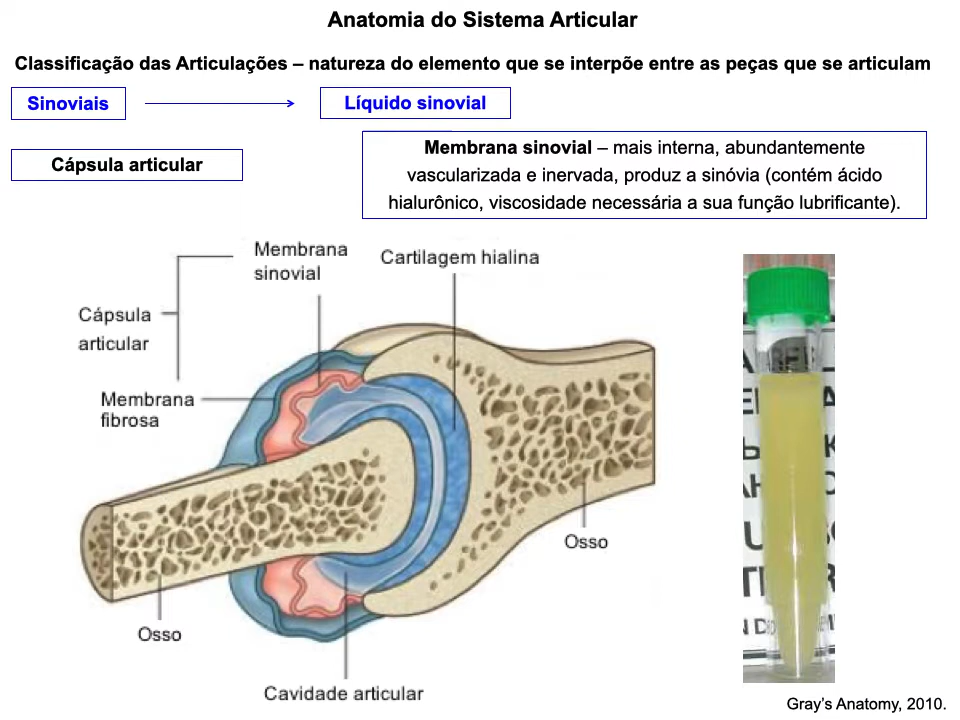 Anatomia do Sistema Articular
Classificação das Articulações – natureza do elemento que se interpõe entre as peças que se articulam
Sinoviais
Líquido sinovial
Cápsula articular
Membrana sinovial – mais interna, abundantemente
vascularizada e inervada, produz a sinóvia (contém ácido
hialurônico, viscosidade necessária a sua função lubrificante).
Membrana
sinovial
Cartilagem hialina
Cápsula
articular
Membrana
fibrosa
Osso
Osso
Cavidade articular
Gray's Anatomy, 2010.